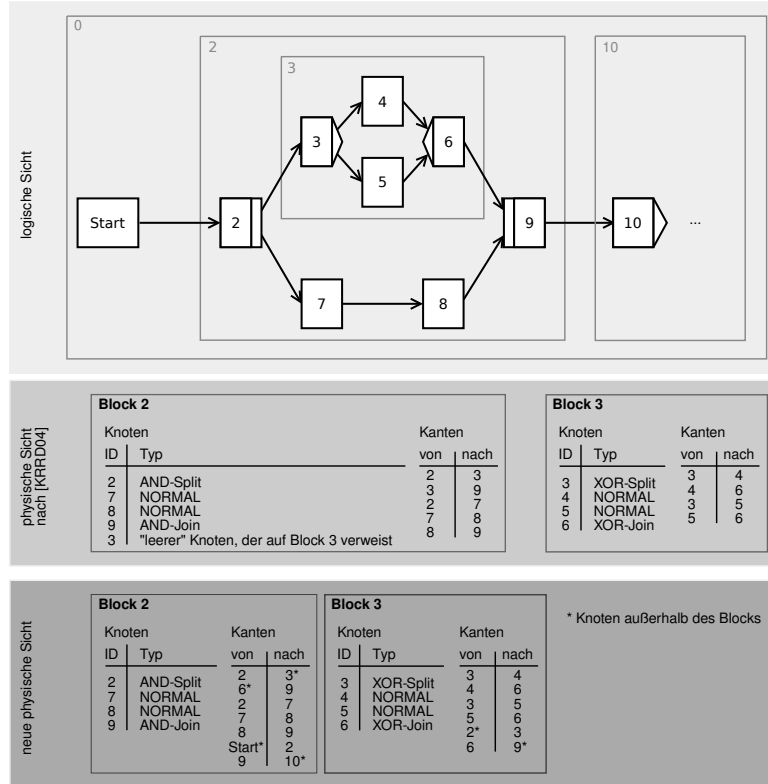 logische Sicht
0
2
10
3
4
3
6
5
Start
2
9
10
...
7
8
physische Sicht
nach [KRRD04]
Block 2
Knoten
Kanten
ID Typ
von nach
2 AND-Split
7 NORMAL
8 NORMAL
9 AND-Join
3 "leerer" Knoten, der auf Block 3 verweist
2 3
3 9
2 7
7 8
8 9
Block 3
Knoten
Kanten
ID Typ
von nach
3 XOR-Split
4 NORMAL
5 NORMAL
6 XOR-Join
3 4
4 6
3 5
5 6
neue physische Sicht
Block 2
Knoten
Kanten
ID Typ
von nach
2 AND-Split
7 NORMAL
8 NORMAL
9 AND-Join
2 3*
6* 9
2 7
7 8
8 9
Start* 2
9 10*
Block 3
Knoten
Kanten
ID Typ
von nach
3 XOR-Split
4 NORMAL
5 NORMAL
6 XOR-Join
3 4
4 6
3 5
5 6
2* 3
6 9*
* Knoten außerhalb des Blocks